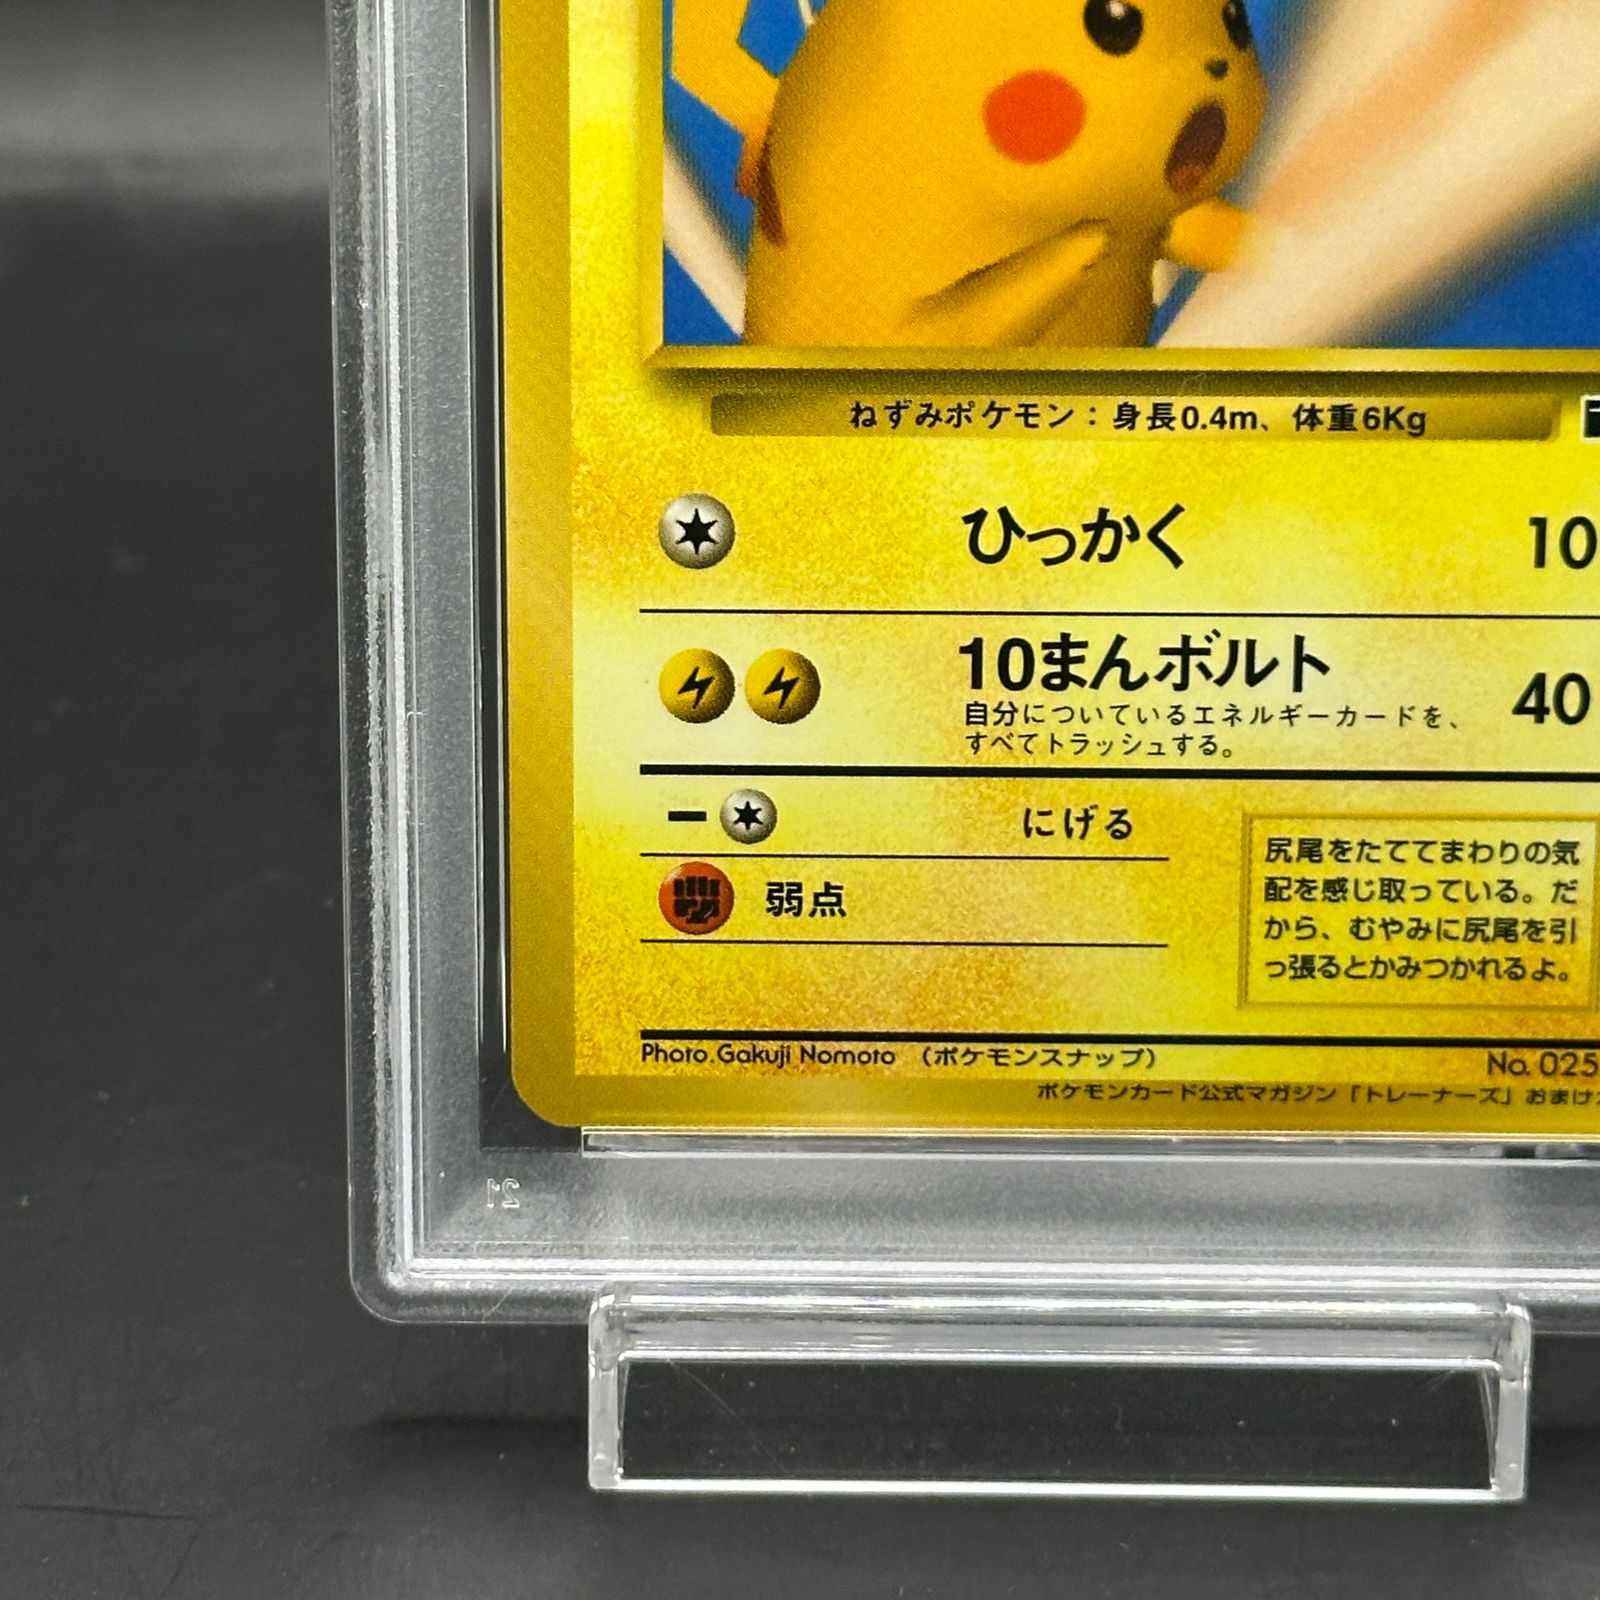 ねずみポケモン：身長0.4m、体重6Kg
ひっかく 10
10まんボルト 40
自分についているエネルギーカードを、
すべてトラッシュする。
にげる
弱点
尻尾をたててまわりの気
配を感じ取っている。だ
から、むやみに尻尾を引
っ張るとかみつかれるよ。
Photo.Gakuji Nomoto （ポケモンスナップ） No.025
ポケモンカード公式マガジン「トレーナーズ」おまけ
21